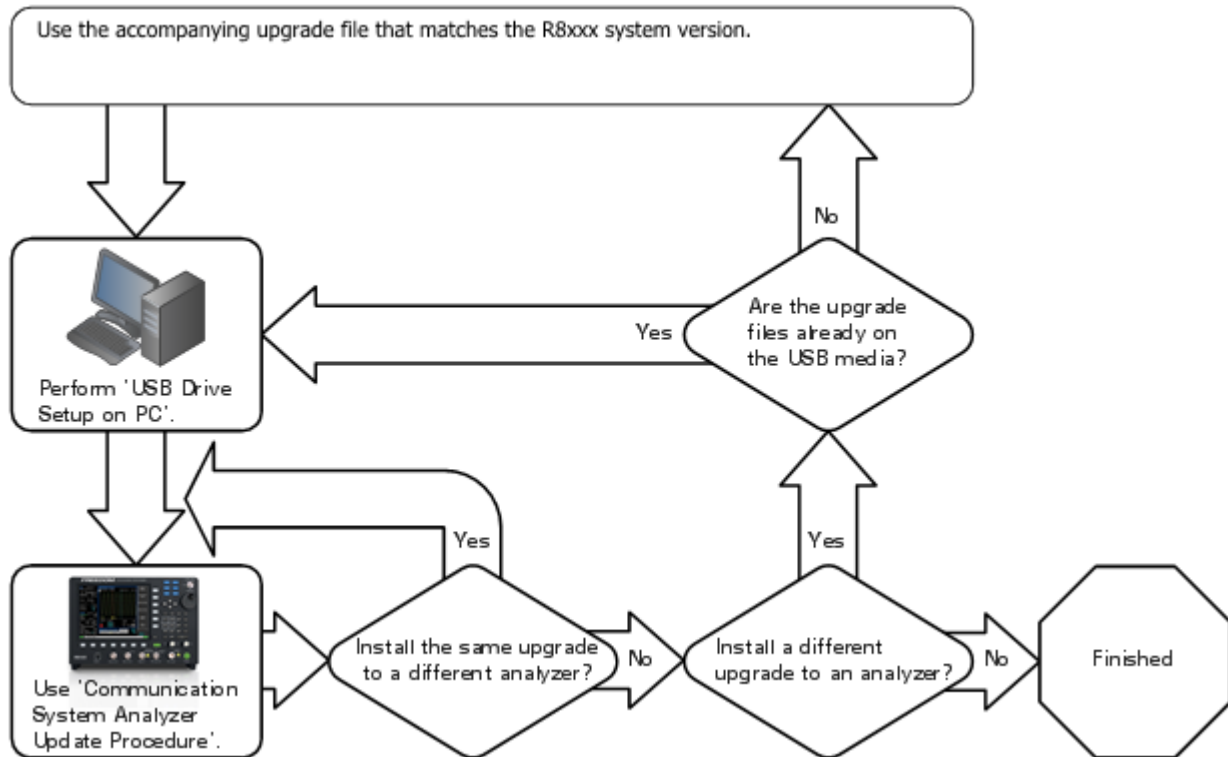 Use the accompanying upgrade file that matches the R8xxx system version.
No
Are the upgrade
files already on
the USB media?
Yes
Perform 'USB Drive
Setup on PC'.
Yes
Yes
Install the same upgrade
to a different analyzer?
No
Install a different
upgrade to an analyzer?
No
Finished
Use 'Communication
System Analyzer
Update Procedure'.